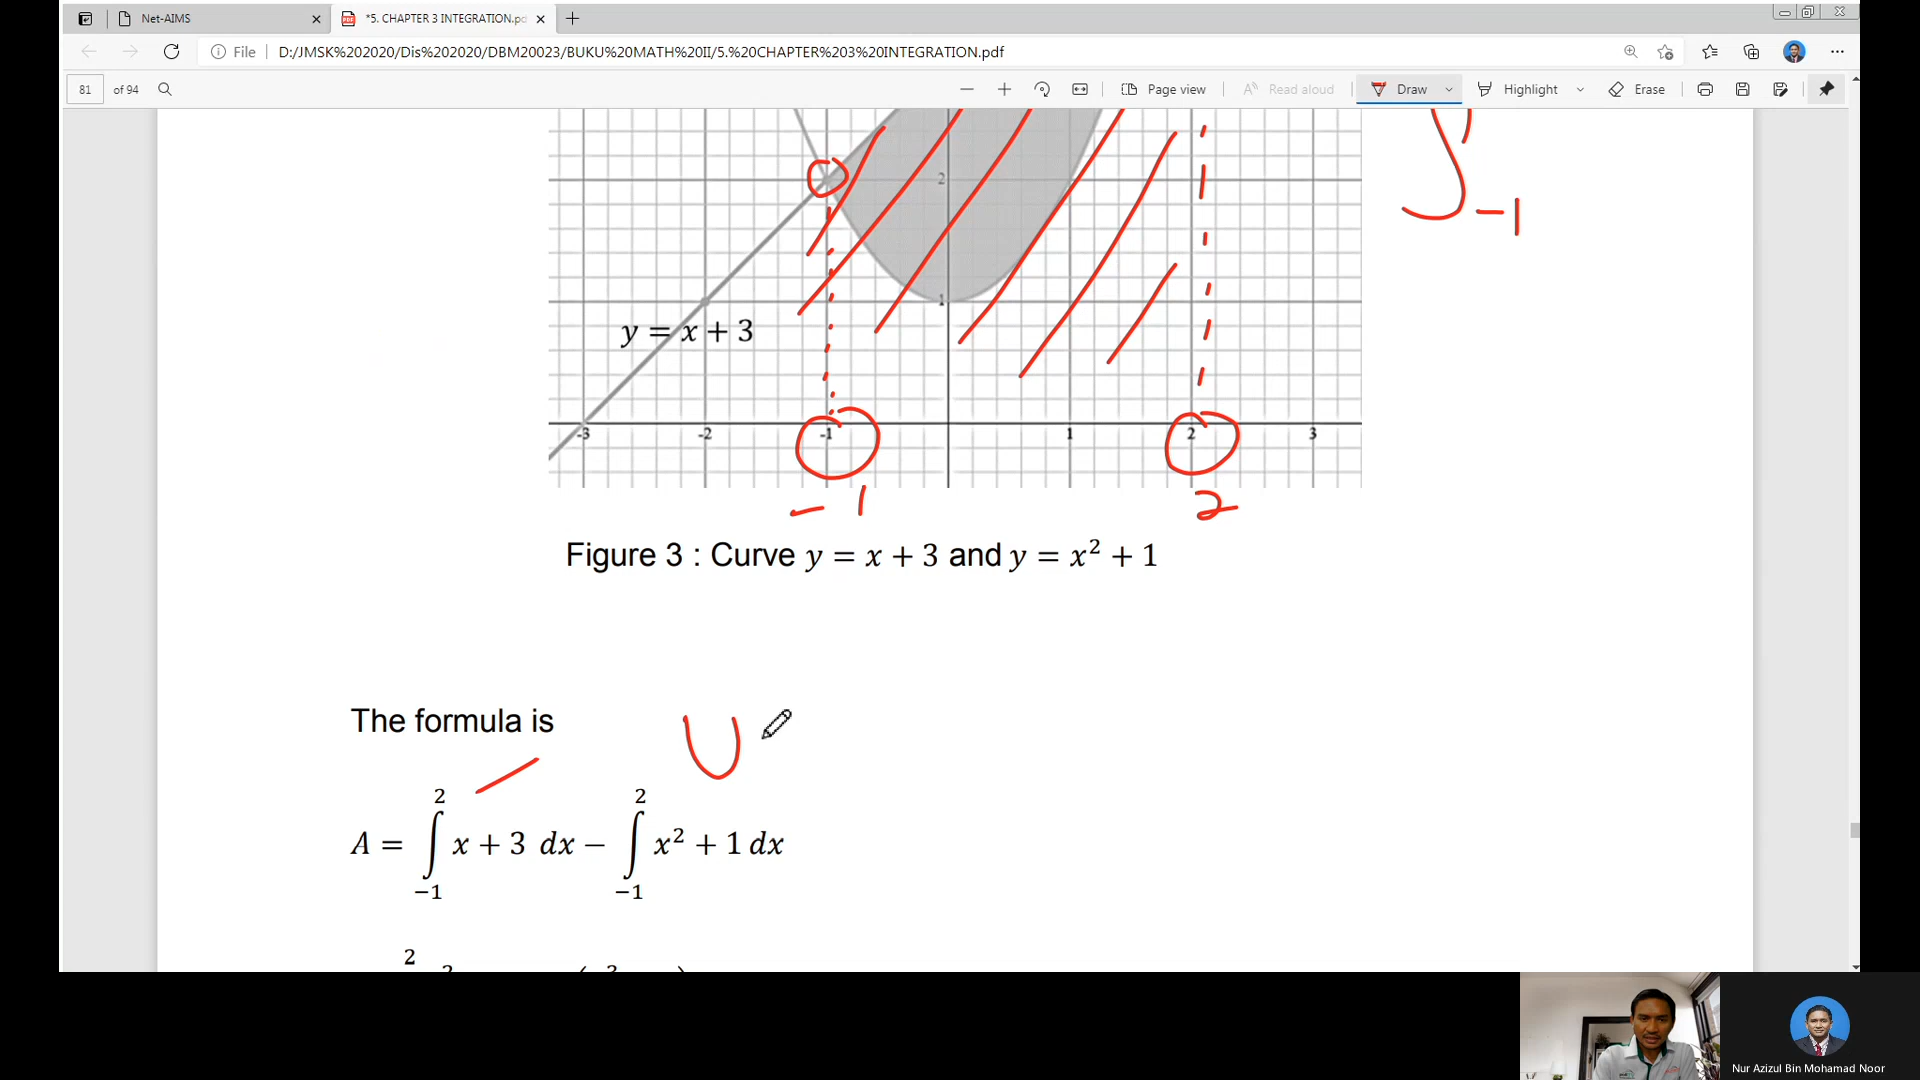 Net-AIMS
*5. CHAPTER 3 INTEGRATION.pd
File D:/JMSK%202020/Dis%202020/DBM20023/BUKU%20MATH%20II/5.%20CHAPTER%203%20INTEGRATION.pdf
81 of 94 Page view Read aloud Draw Highlight Erase
2
-1
1
y = x + 3
-3 -2 -1 1 2 3
-1 2
Figure 3 : Curve y = x + 3 and y = x² + 1
The formula is
2 2
A = ∫ x + 3 dx − ∫ x² + 1 dx
−1 −1
2
Nur Azizul Bin Mohamad Noor